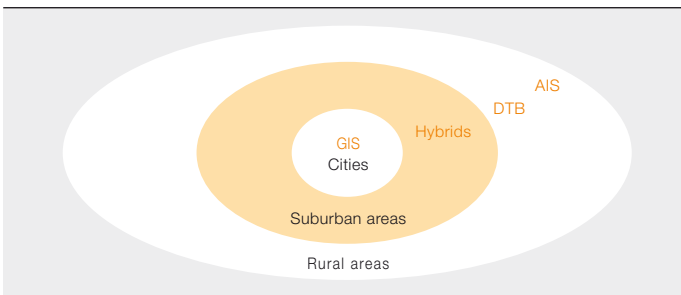 AIS
DTB
Hybrids
GIS
Cities
Suburban areas
Rural areas